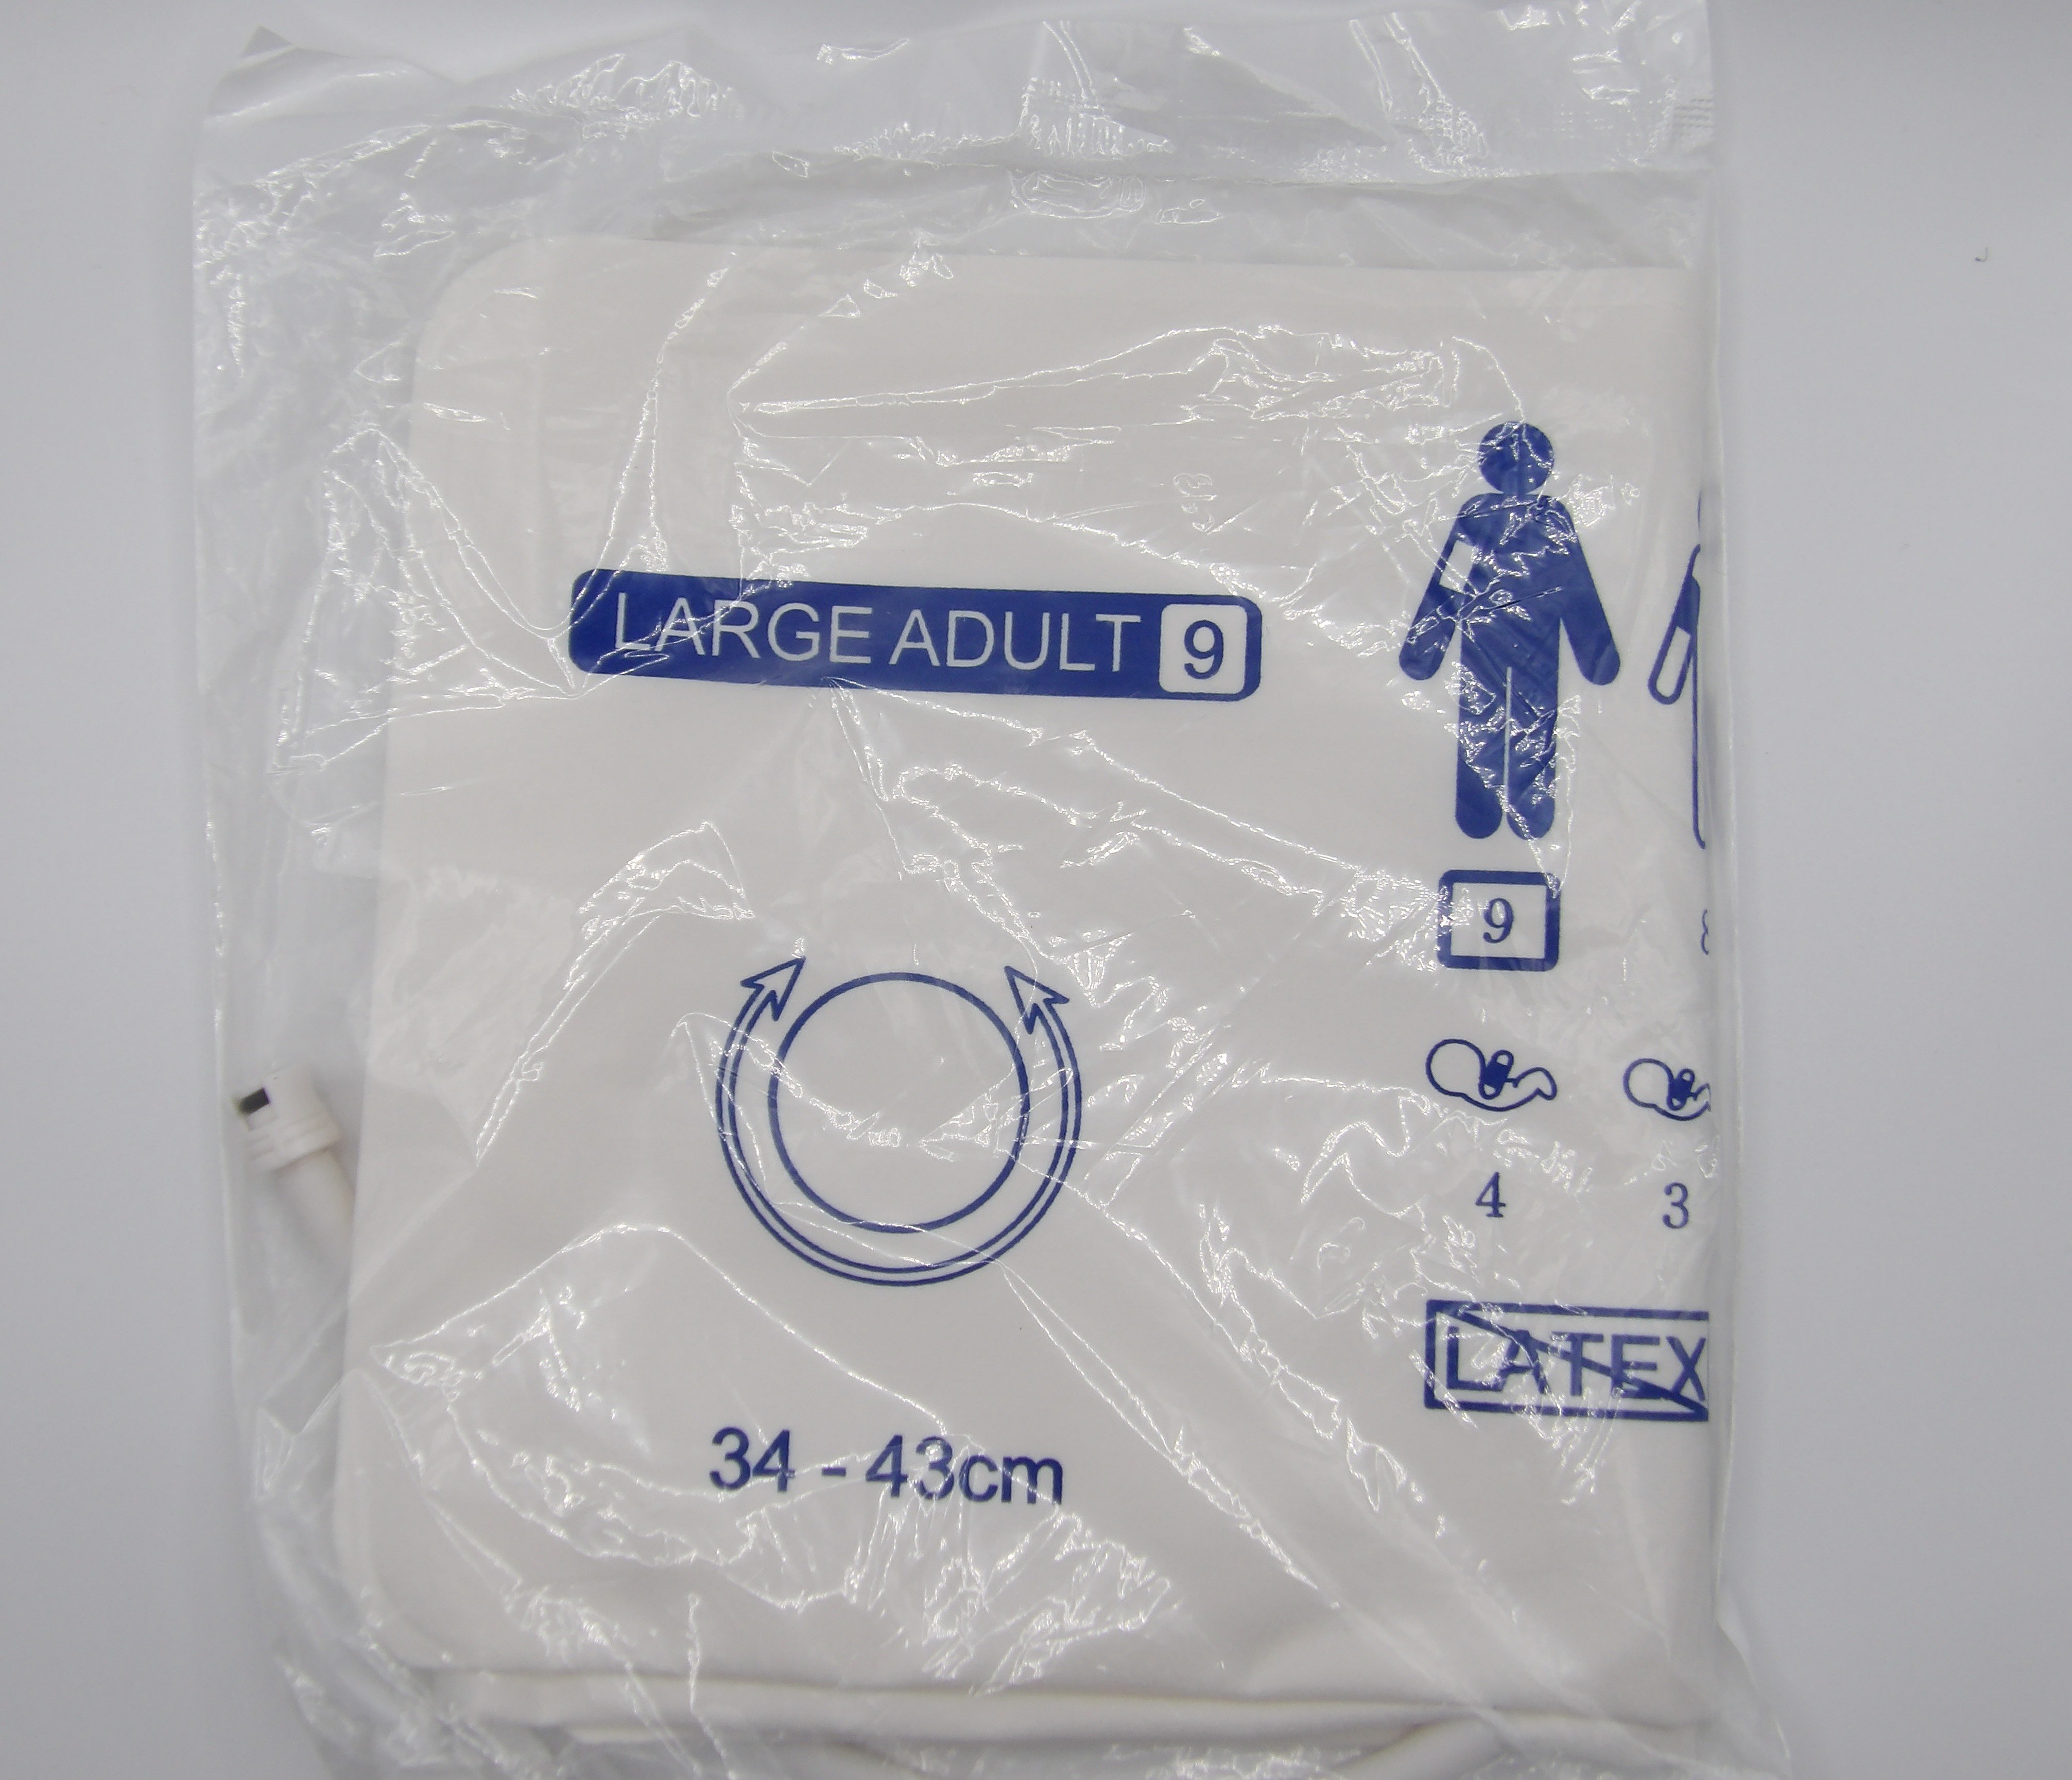 LARGE ADULT 9
9
4 3
LATEX
34 - 43cm